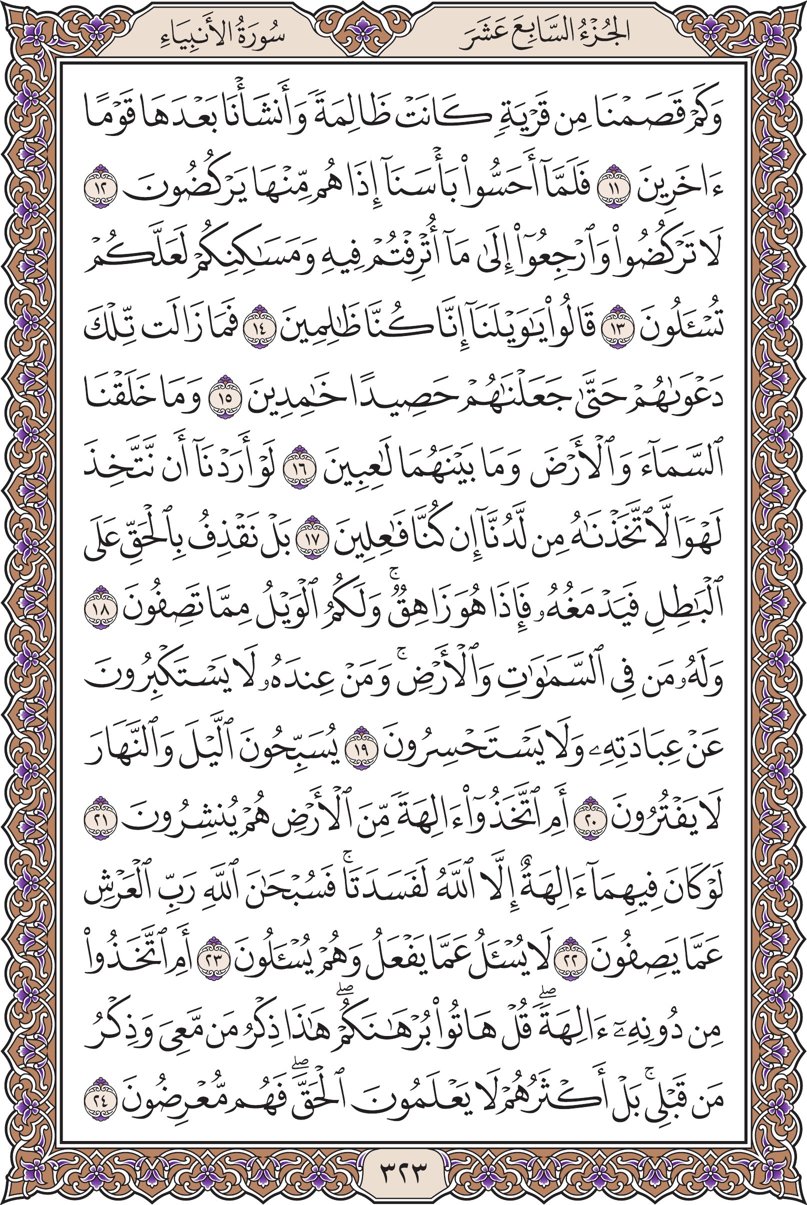 الجُزْءُ السَّابِعَ عَشَرَ
سُورَةُ الأَنبِيَاءِ
وَكَمْ قَصَمْنَا مِن قَرْيَةٍ كَانَتْ ظَالِمَةً وَأَنشَأْنَا بَعْدَهَا قَوْمًا
ءَاخَرِينَ ١١ فَلَمَّآ أَحَسُّوا۟ بَأْسَنَآ إِذَا هُم مِّنْهَا يَرْكُضُونَ ١٢
لَا تَرْكُضُوا۟ وَٱرْجِعُوٓا۟ إِلَىٰ مَآ أُتْرِفْتُمْ فِيهِ وَمَسَٰكِنِكُمْ لَعَلَّكُمْ
تُسْـَٔلُونَ ١٣ قَالُوا۟ يَٰوَيْلَنَآ إِنَّا كُنَّا ظَٰلِمِينَ ١٤ فَمَا زَالَت تِّلْكَ
دَعْوَىٰهُمْ حَتَّىٰ جَعَلْنَٰهُمْ حَصِيدًا خَٰمِدِينَ ١٥ وَمَا خَلَقْنَا
ٱلسَّمَآءَ وَٱلْأَرْضَ وَمَا بَيْنَهُمَا لَٰعِبِينَ ١٦ لَوْ أَرَدْنَآ أَن نَّتَّخِذَ
لَهْوًا لَّٱتَّخَذْنَٰهُ مِن لَّدُنَّآ إِن كُنَّا فَٰعِلِينَ ١٧ بَلْ نَقْذِفُ بِٱلْحَقِّ عَلَى
ٱلْبَٰطِلِ فَيَدْمَغُهُۥ فَإِذَا هُوَ زَاهِقٌ ۚ وَلَكُمُ ٱلْوَيْلُ مِمَّا تَصِفُونَ ١٨
وَلَهُۥ مَن فِى ٱلسَّمَٰوَٰتِ وَٱلْأَرْضِ ۚ وَمَنْ عِندَهُۥ لَا يَسْتَكْبِرُونَ
عَنْ عِبَادَتِهِۦ وَلَا يَسْتَحْسِرُونَ ١٩ يُسَبِّحُونَ ٱلَّيْلَ وَٱلنَّهَارَ
لَا يَفْتُرُونَ ٢٠ أَمِ ٱتَّخَذُوٓا۟ ءَالِهَةً مِّنَ ٱلْأَرْضِ هُمْ يُنشِرُونَ ٢١
لَوْ كَانَ فِيهِمَآ ءَالِهَةٌ إِلَّا ٱللَّهُ لَفَسَدَتَا ۚ فَسُبْحَٰنَ ٱللَّهِ رَبِّ ٱلْعَرْشِ
عَمَّا يَصِفُونَ ٢٢ لَا يُسْـَٔلُ عَمَّا يَفْعَلُ وَهُمْ يُسْـَٔلُونَ ٢٣ أَمِ ٱتَّخَذُوا۟
مِن دُونِهِۦٓ ءَالِهَةً ۖ قُلْ هَاتُوا۟ بُرْهَٰنَكُمْ ۖ هَٰذَا ذِكْرُ مَن مَّعِىَ وَذِكْرُ
مَن قَبْلِى ۚ بَلْ أَكْثَرُهُمْ لَا يَعْلَمُونَ ٱلْحَقَّ ۖ فَهُم مُّعْرِضُونَ ٢٤
٣٢٣